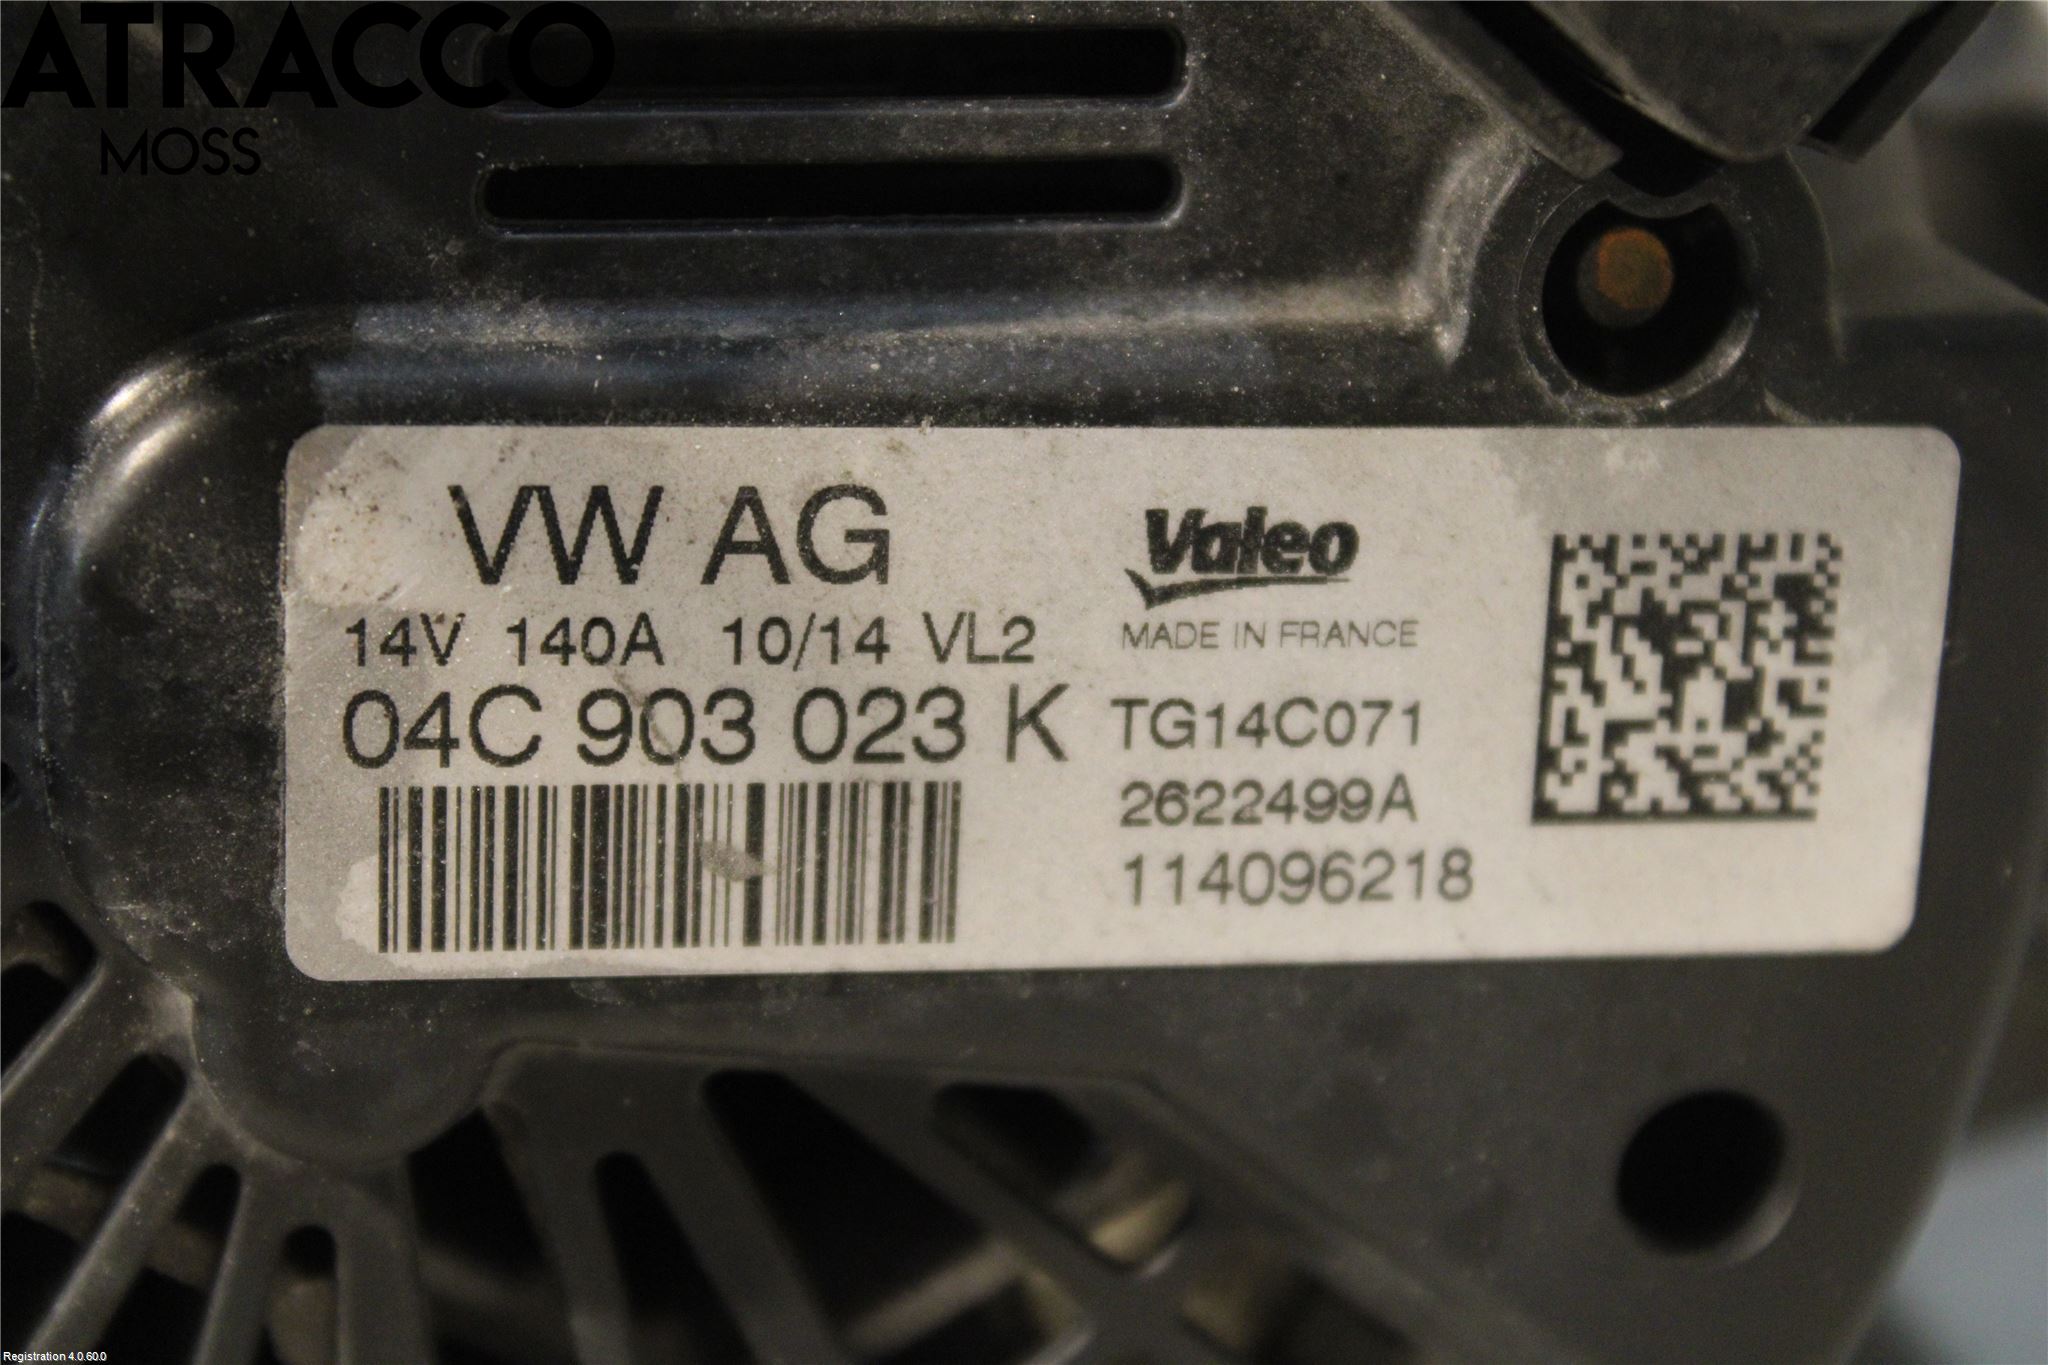 ATRACCO
MOSS
VW AG
14V 140A 10/14 VL2
04C 903 023 K
Valeo
MADE IN FRANCE
TG14C071
2622499A
114096218
Registration 4.0.60.0